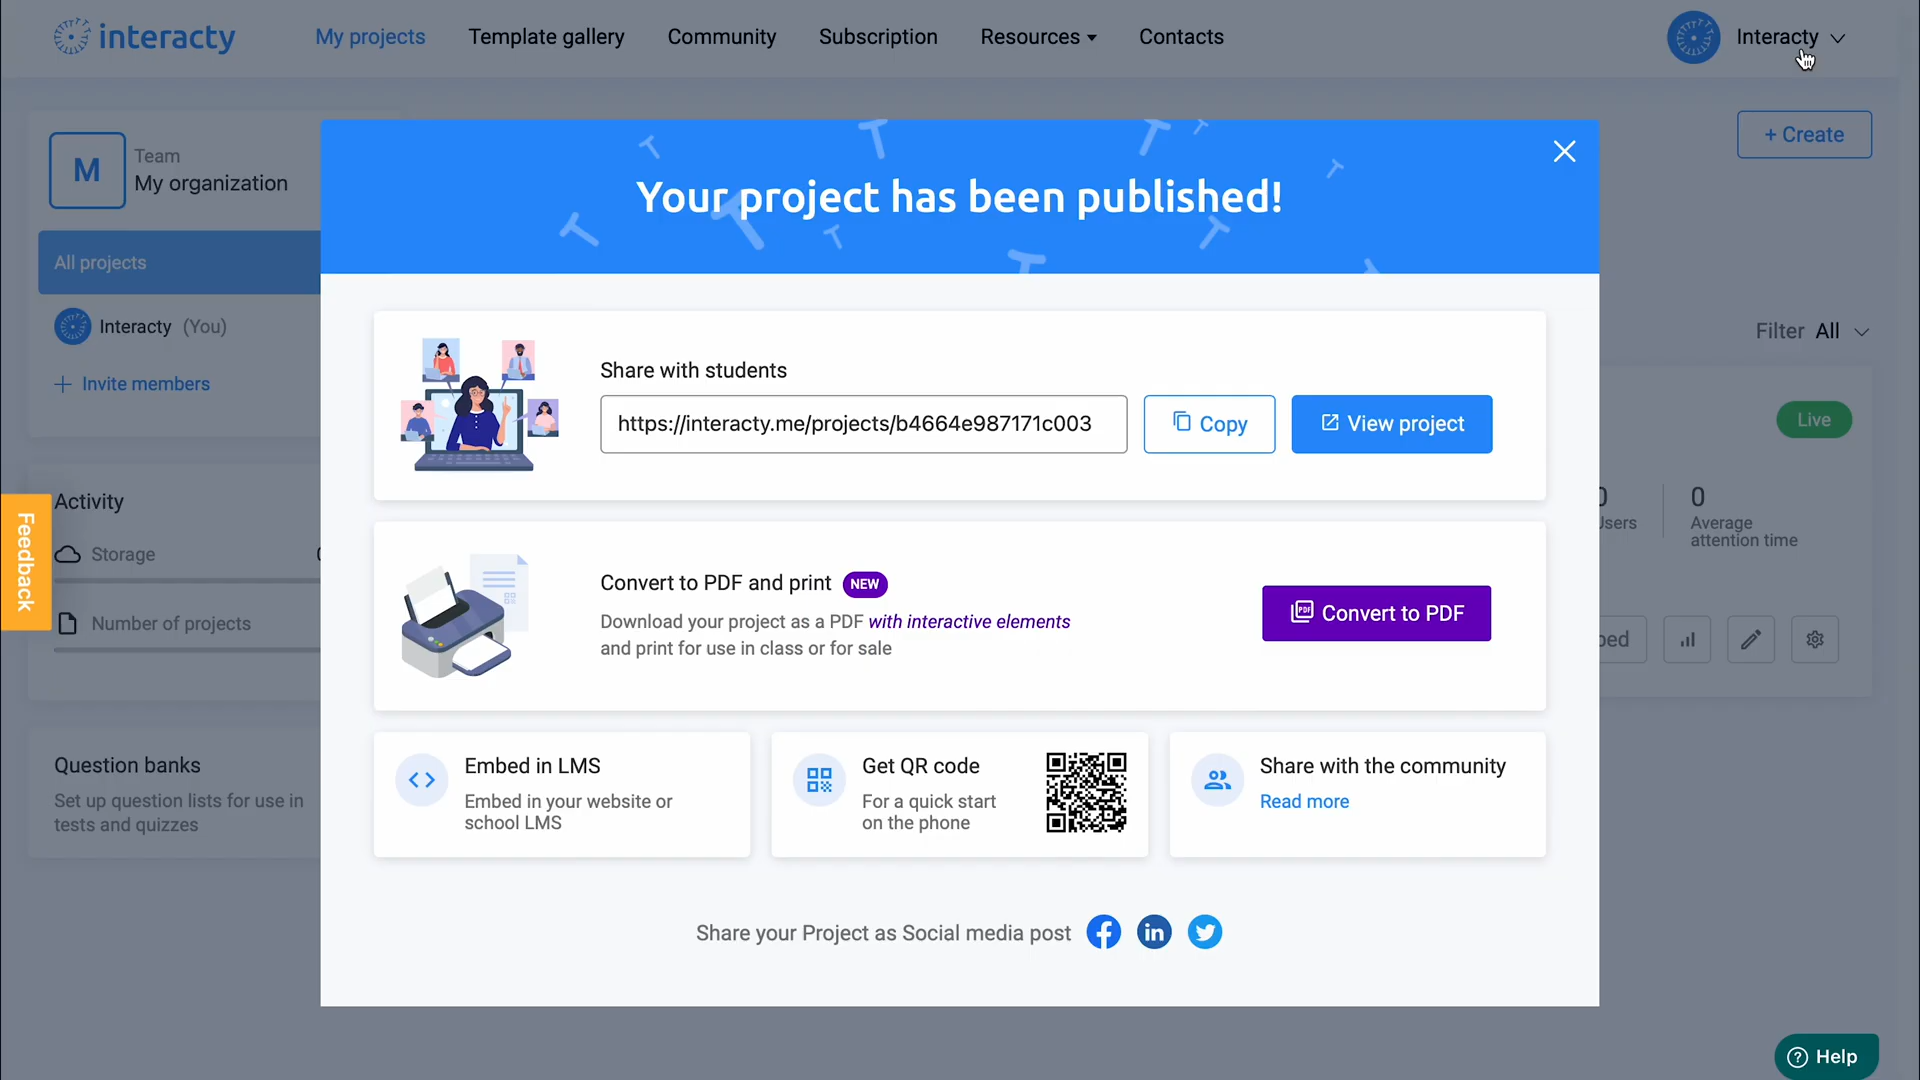 interacty
My projects
Template gallery
Community
Subscription
Resources
Contacts
Interacty
M
Team
My organization
+ Create
All projects
Interacty (You)
Invite members
Activity
Storage
Number of projects
Question banks
Set up question lists for use in
tests and quizzes
Feedback
Your project has been published!
Share with students
https://interacty.me/projects/b4664e987171c003
Copy
View project
Convert to PDF and print NEW
Download your project as a PDF with interactive elements
and print for use in class or for sale
PDF Convert to PDF
Embed in LMS
Embed in your website or
school LMS
Get QR code
For a quick start
on the phone
Share with the community
Read more
Share your Project as Social media post
Filter All
Live
0
Average
attention time
Help